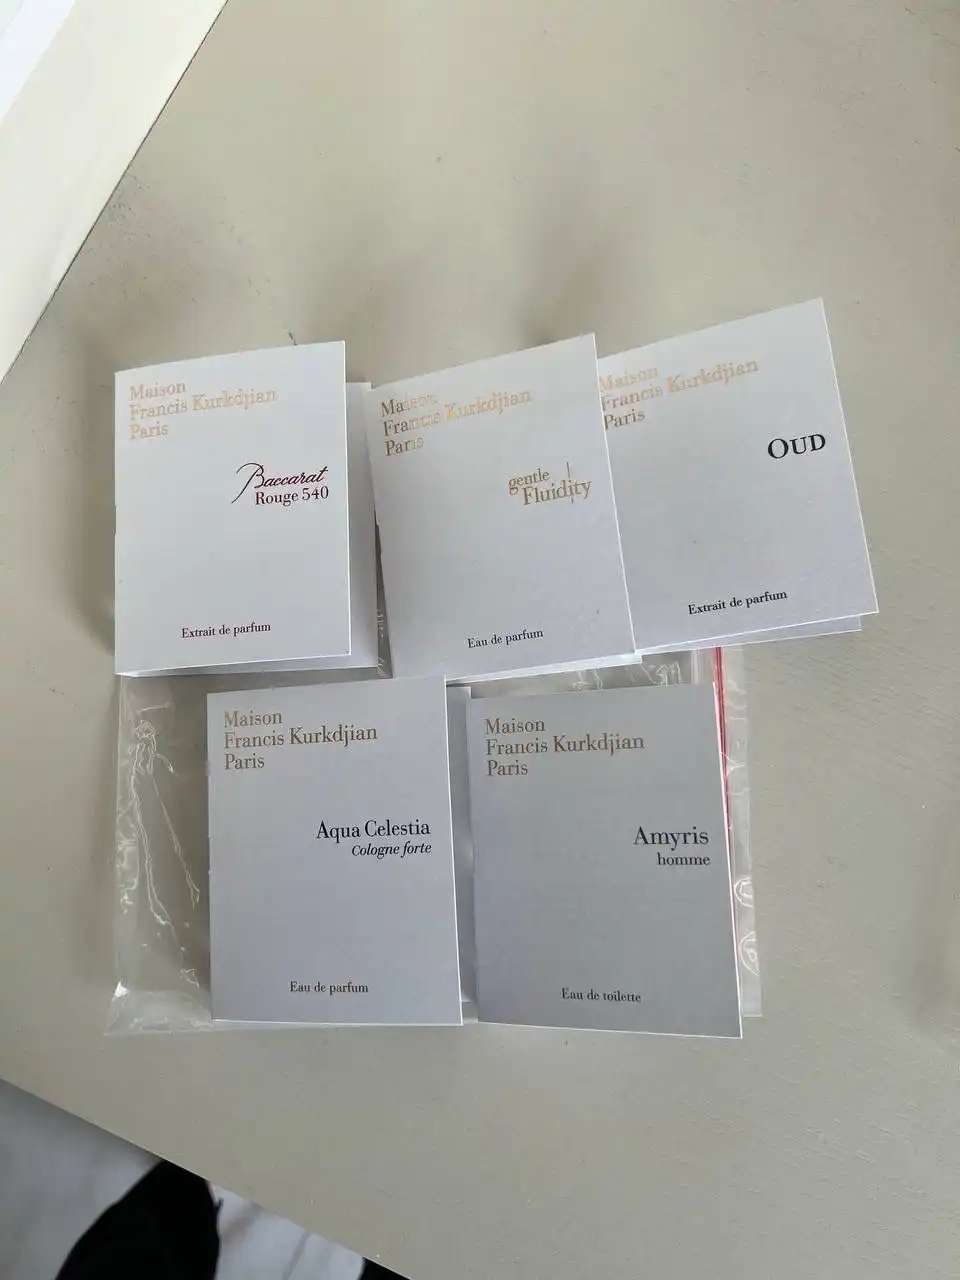 Maison
Francis Kurkdjian
Paris
Baccarat
Rouge 540
Extrait de parfum
Maison
Francis Kurkdjian
Paris
gentle
Fluidity
Eau de parfum
Maison
Francis Kurkdjian
Paris
OUD
Extrait de parfum
Maison
Francis Kurkdjian
Paris
Aqua Celestia
Cologne forte
Eau de parfum
Maison
Francis Kurkdjian
Paris
Amyris
homme
Eau de toilette